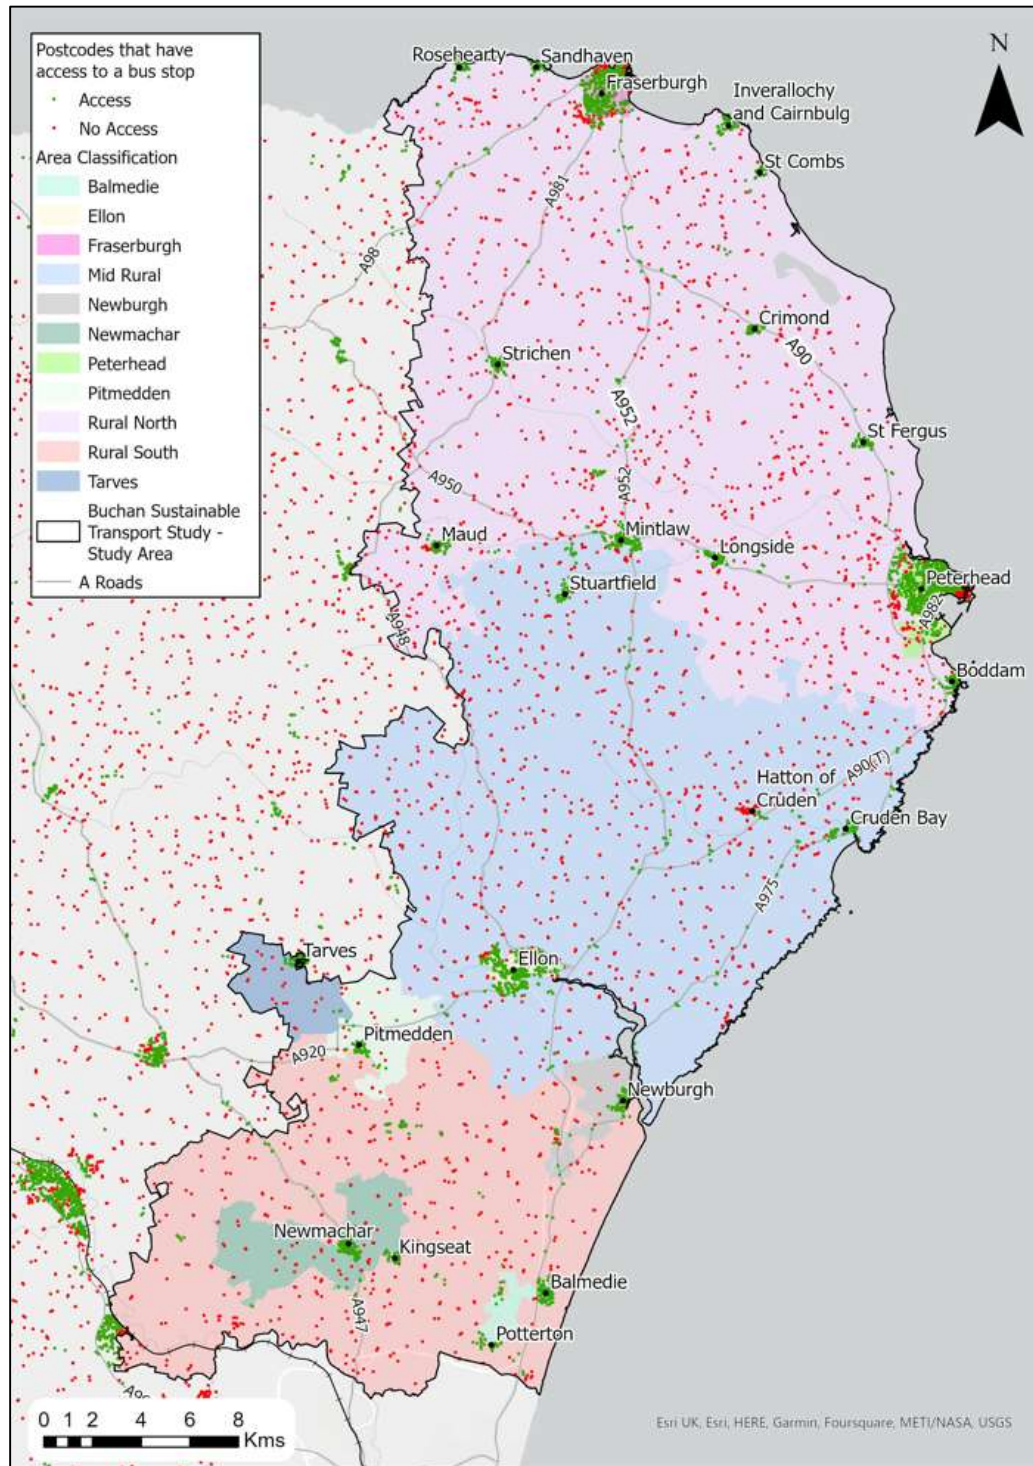 Postcodes that have
access to a bus stop
Access
No Access
Area Classification
Balmedie
Ellon
Fraserburgh
Mid Rural
Newburgh
Newmachar
Peterhead
Pitmedden
Rural North
Rural South
Tarves
Buchan Sustainable
Transport Study -
Study Area
A Roads
N
Rosehearty
Sandhaven
Fraserburgh
Inverallochy
and Cairnbulg
St Combs
A981
A98
Crimond
A90
Strichen
A952
St Fergus
A950
A952
Maud
Mintlaw
Longside
Stuartfield
Peterhead
A982
A948
Boddam
A90(T)
Hatton of
Cruden
Cruden Bay
A975
Tarves
Ellon
Pitmedden
A920
Newburgh
Newmachar
Kingseat
Balmedie
A947
Potterton
0 1 2 4 6 8
Kms
Esri UK, Esri, HERE, Garmin, Foursquare, METI/NASA, USGS